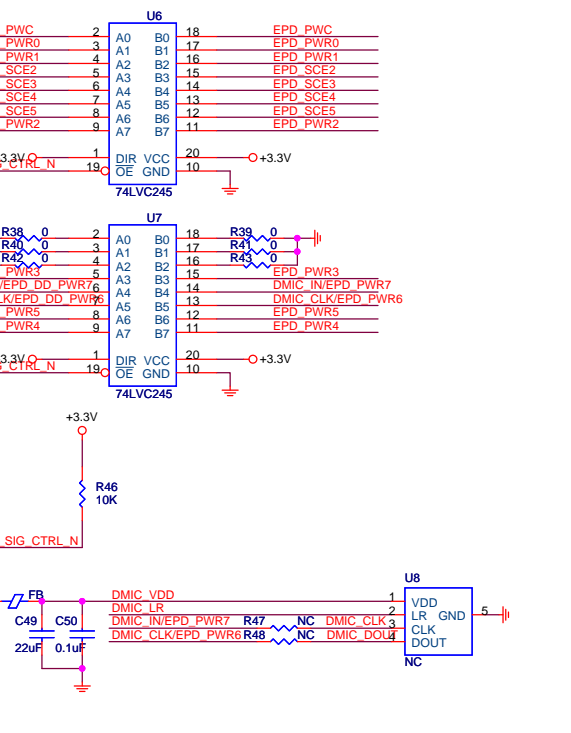 U6
_PWC 2 A0 B0 18 EPD_PWC
_PWR0 3 A1 B1 17 EPD_PWR0
_PWR1 4 A2 B2 16 EPD_PWR1
_SCE2 5 A3 B3 15 EPD_SCE2
_SCE3 6 A4 B4 14 EPD_SCE3
_SCE4 7 A5 B5 13 EPD_SCE4
_SCE5 8 A6 B6 12 EPD_SCE5
_PWR2 9 A7 B7 11 EPD_PWR2
3.3V 1 DIR VCC 20 +3.3V
_CTRL_N 19 OE GND 10
74LVC245
U7
R38 0 2 A0 B0 18 R39 0
R40 0 3 A1 B1 17 R41 0
R42 0 4 A2 B2 16 R43 0
_PWR3 5 A3 B3 15 EPD_PWR3
/EPD_DD_PWR7 6 A4 B4 14 DMIC_IN/EPD_PWR7
LK/EPD_DD_PWR6 7 A5 B5 13 DMIC_CLK/EPD_PWR6
_PWR5 8 A6 B6 12 EPD_PWR5
_PWR4 9 A7 B7 11 EPD_PWR4
3.3V 1 DIR VCC 20 +3.3V
_CTRL_N 19 OE GND 10
74LVC245
+3.3V
R46
10K
_SIG_CTRL_N
U8
FB DMIC_VDD 1 VDD
DMIC_LR 2 LR GND 5
C49 C50 DMIC_IN/EPD_PWR7 R47 NC DMIC_CLK 3 CLK
22uF 0.1uF DMIC_CLK/EPD_PWR6 R48 NC DMIC_DOUT 4 DOUT
NC